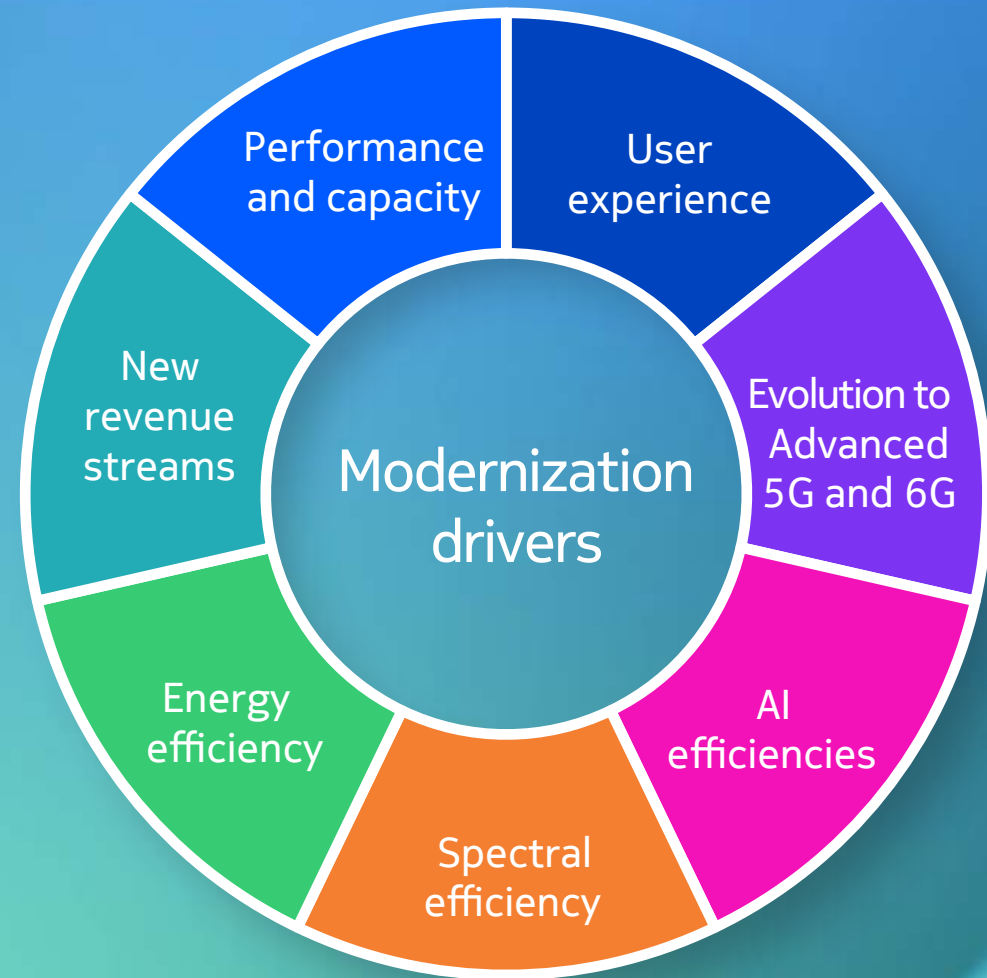 Performance
and capacity
User
experience
New
revenue
streams
Evolution to
Advanced
5G and 6G
Modernization
drivers
Energy
efficiency
AI
efficiencies
Spectral
efficiency